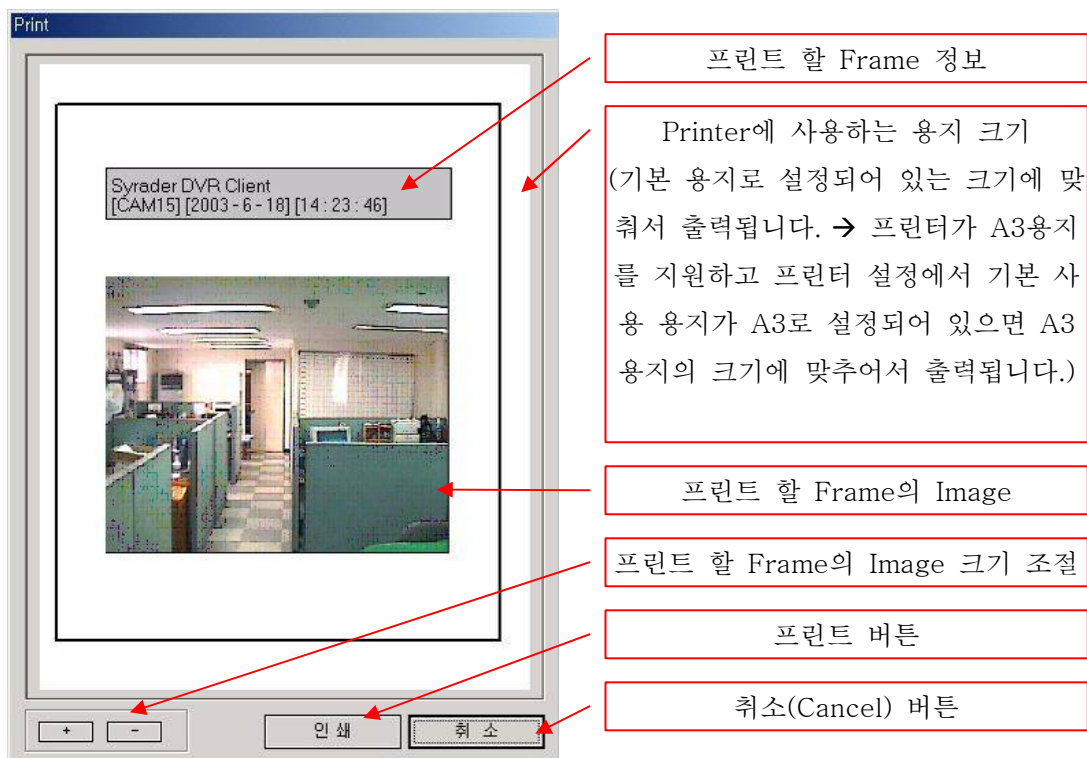 Print
Syrader DVR Client
[CAM15] [2003 - 6 - 18] [14 : 23 : 46]
+
-
인 쇄
취 소
프린트 할 Frame 정보
Printer에 사용하는 용지 크기
(기본 용지로 설정되어 있는 크기에 맞
춰서 출력됩니다. → 프린터가 A3용지
를 지원하고 프린터 설정에서 기본 사
용 용지가 A3로 설정되어 있으면 A3
용지의 크기에 맞추어서 출력됩니다.)
프린트 할 Frame의 Image
프린트 할 Frame의 Image 크기 조절
프린트 버튼
취소(Cancel) 버튼